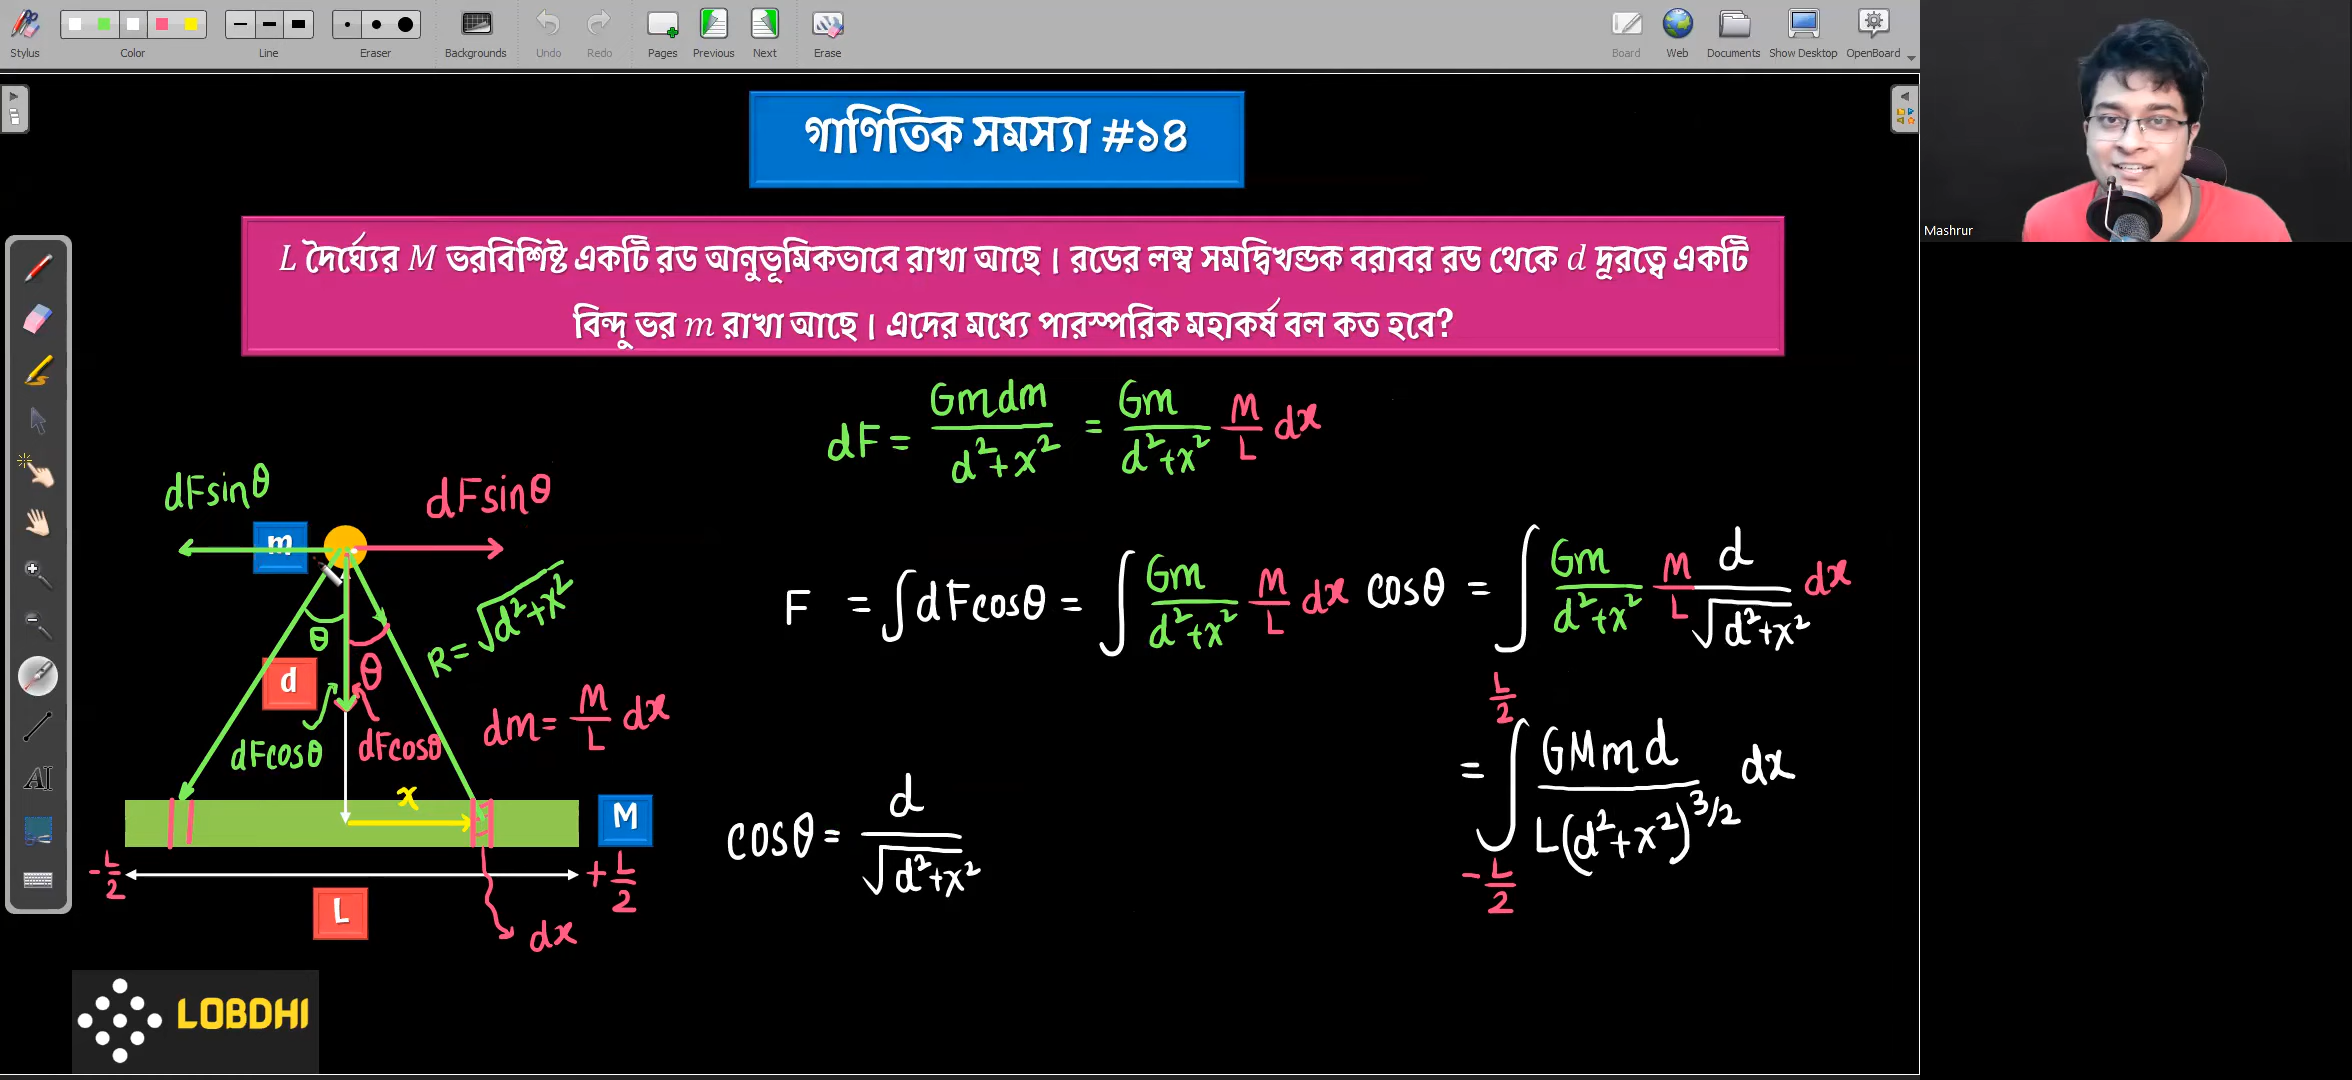 Stylus
Color
Line
Eraser
Backgrounds
Undo
Redo
Pages
Previous
Next
Erase
Board
Web
Documents
Show Desktop
OpenBoard
Mashrur
গাণিতিক সমস্যা #১৪
L দৈর্ঘ্যের M ভরবিশিষ্ট একটি রড আনুভূমিকভাবে রাখা আছে। রডের লম্ব সমদ্বিখন্ডক বরাবর রড থেকে d দূরত্বে একটি
বিন্দু ভর m রাখা আছে। এদের মধ্যে পারস্পরিক মহাকর্ষ বল কত হবে?
dF = Gmdm/(d²+x²) = Gm/(d²+x²) M/L dx
dFsinθ
dFsinθ
m
R = √(d²+x²)
F = ∫dFcosθ = ∫ Gm/(d²+x²) M/L dx cosθ = ∫ Gm/(d²+x²) M/L d/√(d²+x²) dx
θ
θ
d
dFcosθ
dFcosθ
dm = M/L dx
= ∫_{-L/2}^{L/2} GMmd/(L(d²+x²)^{3/2}) dx
x
M
cosθ = d/√(d²+x²)
-L/2
+L/2
L
dx
LOBDHI
AI